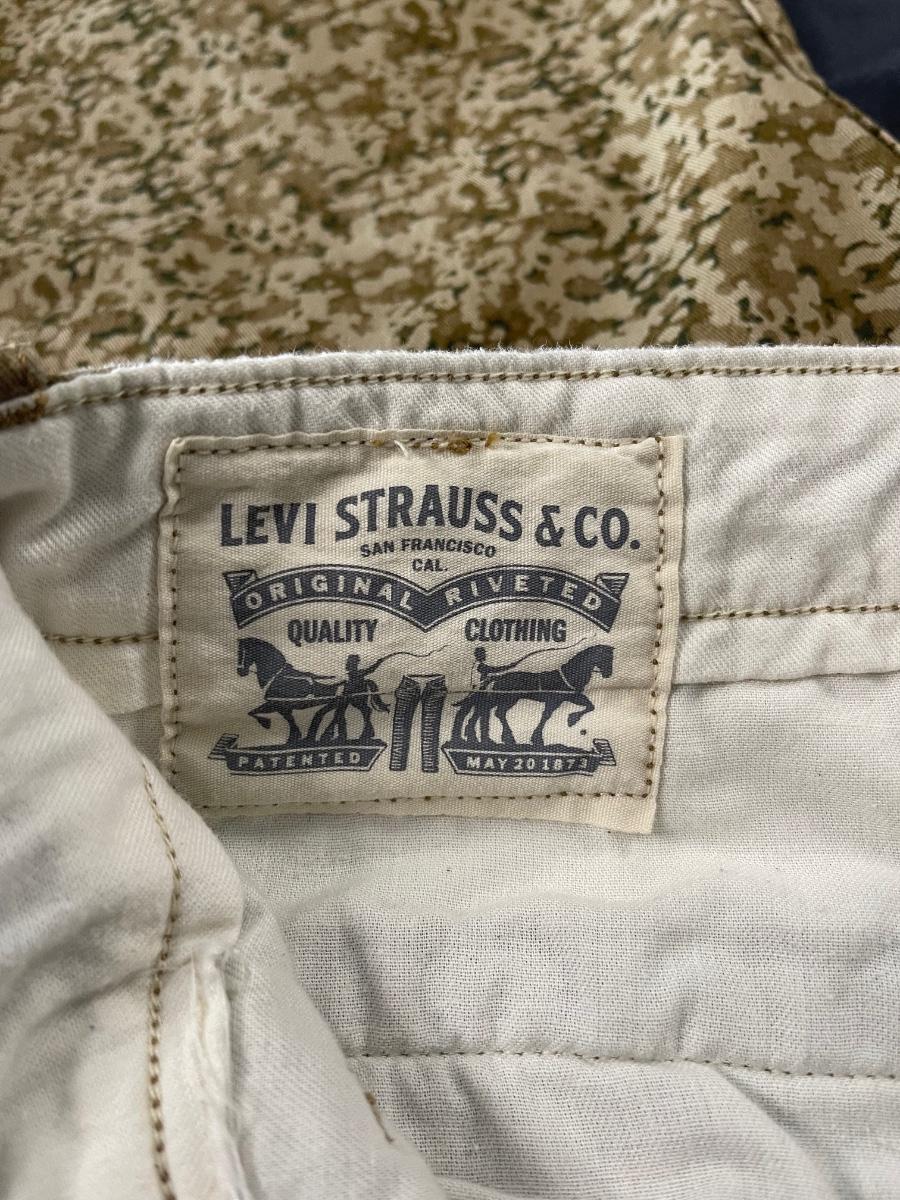 LEVI STRAUSS & CO.
SAN FRANCISCO
CAL.
ORIGINAL RIVETED
QUALITY CLOTHING
PATENTED MAY 20 1873